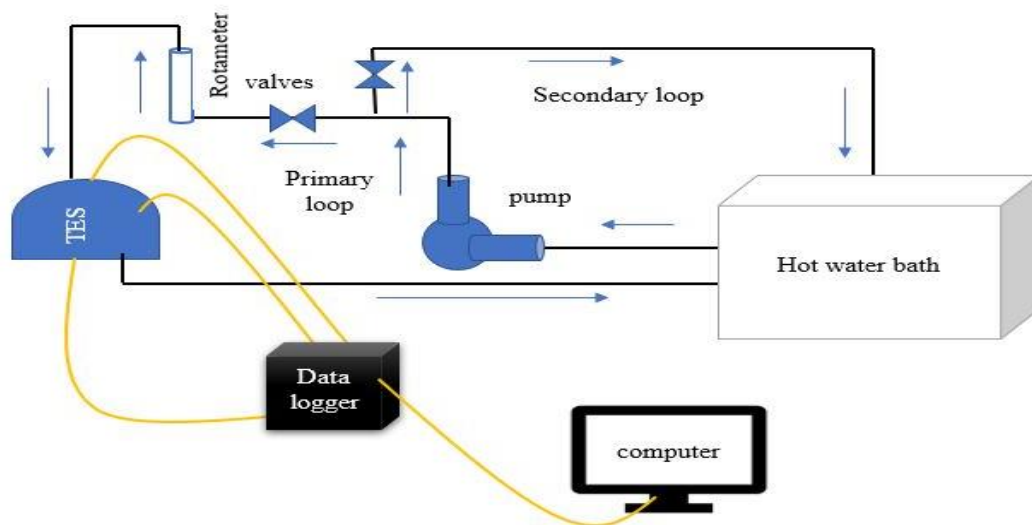 Rotameter
valves
Secondary loop
Primary
loop
pump
TES
Hot water bath
Data
logger
computer